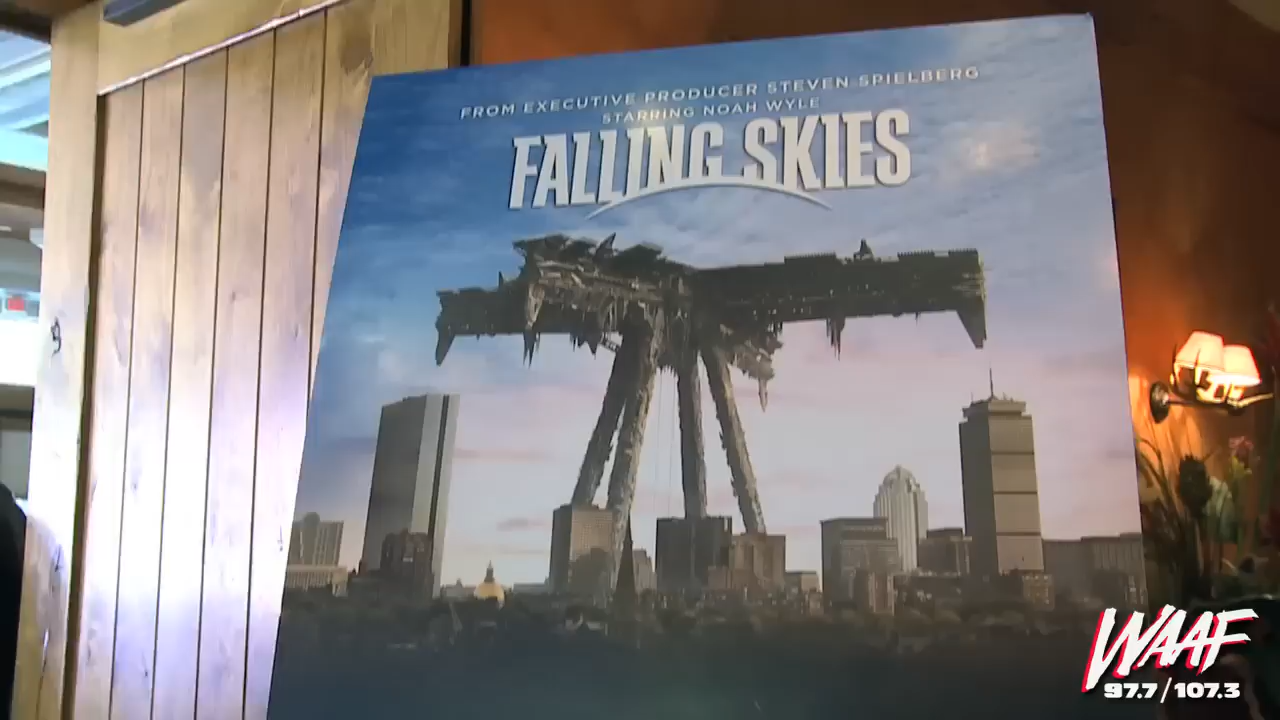 FROM EXECUTIVE PRODUCER STEVEN SPIELBERG
STARRING NOAH WYLE
FALLING SKIES
WAAF
97.7/107.3